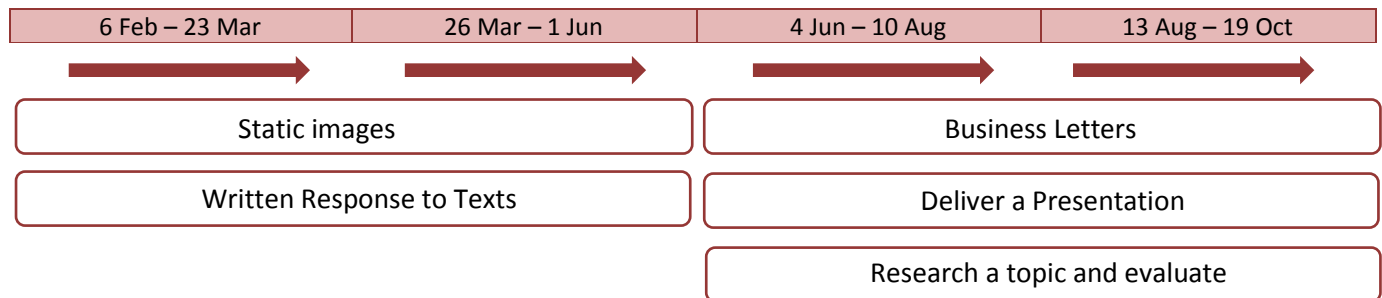 6 Feb – 23 Mar
26 Mar – 1 Jun
4 Jun – 10 Aug
13 Aug – 19 Oct
Static images
Business Letters
Written Response to Texts
Deliver a Presentation
Research a topic and evaluate